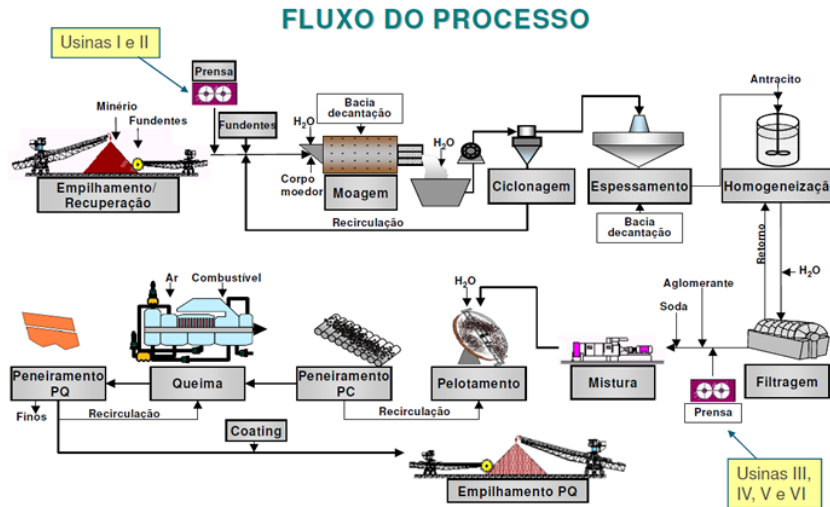 FLUXO DO PROCESSO
Usinas I e II
Prensa
Minério
Fundentes
Empilhamento/
Recuperação
Fundentes
H2O
Corpo
moedor
Bacia
decantação
Moagem
H2O
Recirculação
Ciclonagem
Espessamento
Bacia
decantação
Antracito
Homogeneizaçã
Retorno
H2O
Filtragem
Aglomerante
Soda
Prensa
Usinas III,
IV, V e VI
Mistura
H2O
Pelotamento
Recirculação
Peneiramento
PC
Ar
Combustível
Queima
Recirculação
Peneiramento
PQ
Finos
Coating
Empilhamento PQ